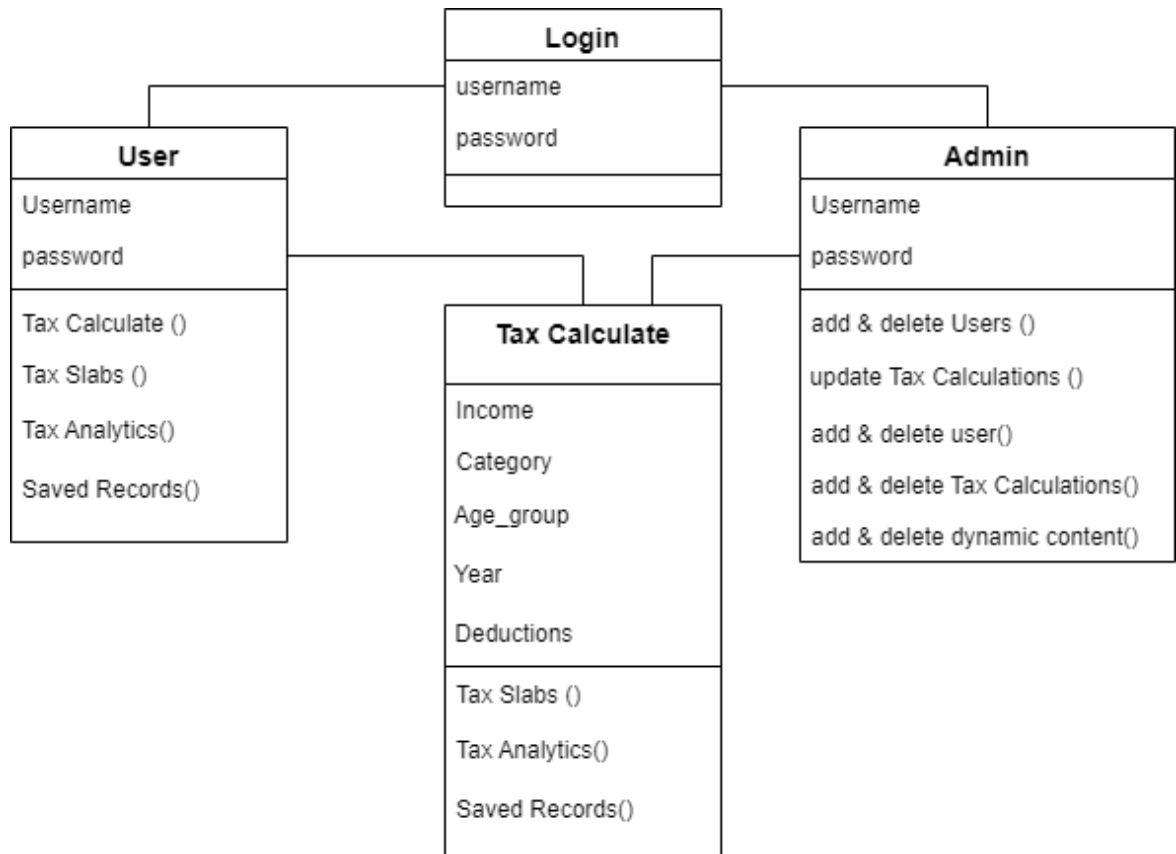 Login
username
password
User
Username
password
Tax Calculate ()
Tax Slabs ()
Tax Analytics()
Saved Records()
Admin
Username
password
add & delete Users ()
update Tax Calculations ()
add & delete user()
add & delete Tax Calculations()
add & delete dynamic content()
Tax Calculate
Income
Category
Age_group
Year
Deductions
Tax Slabs ()
Tax Analytics()
Saved Records()